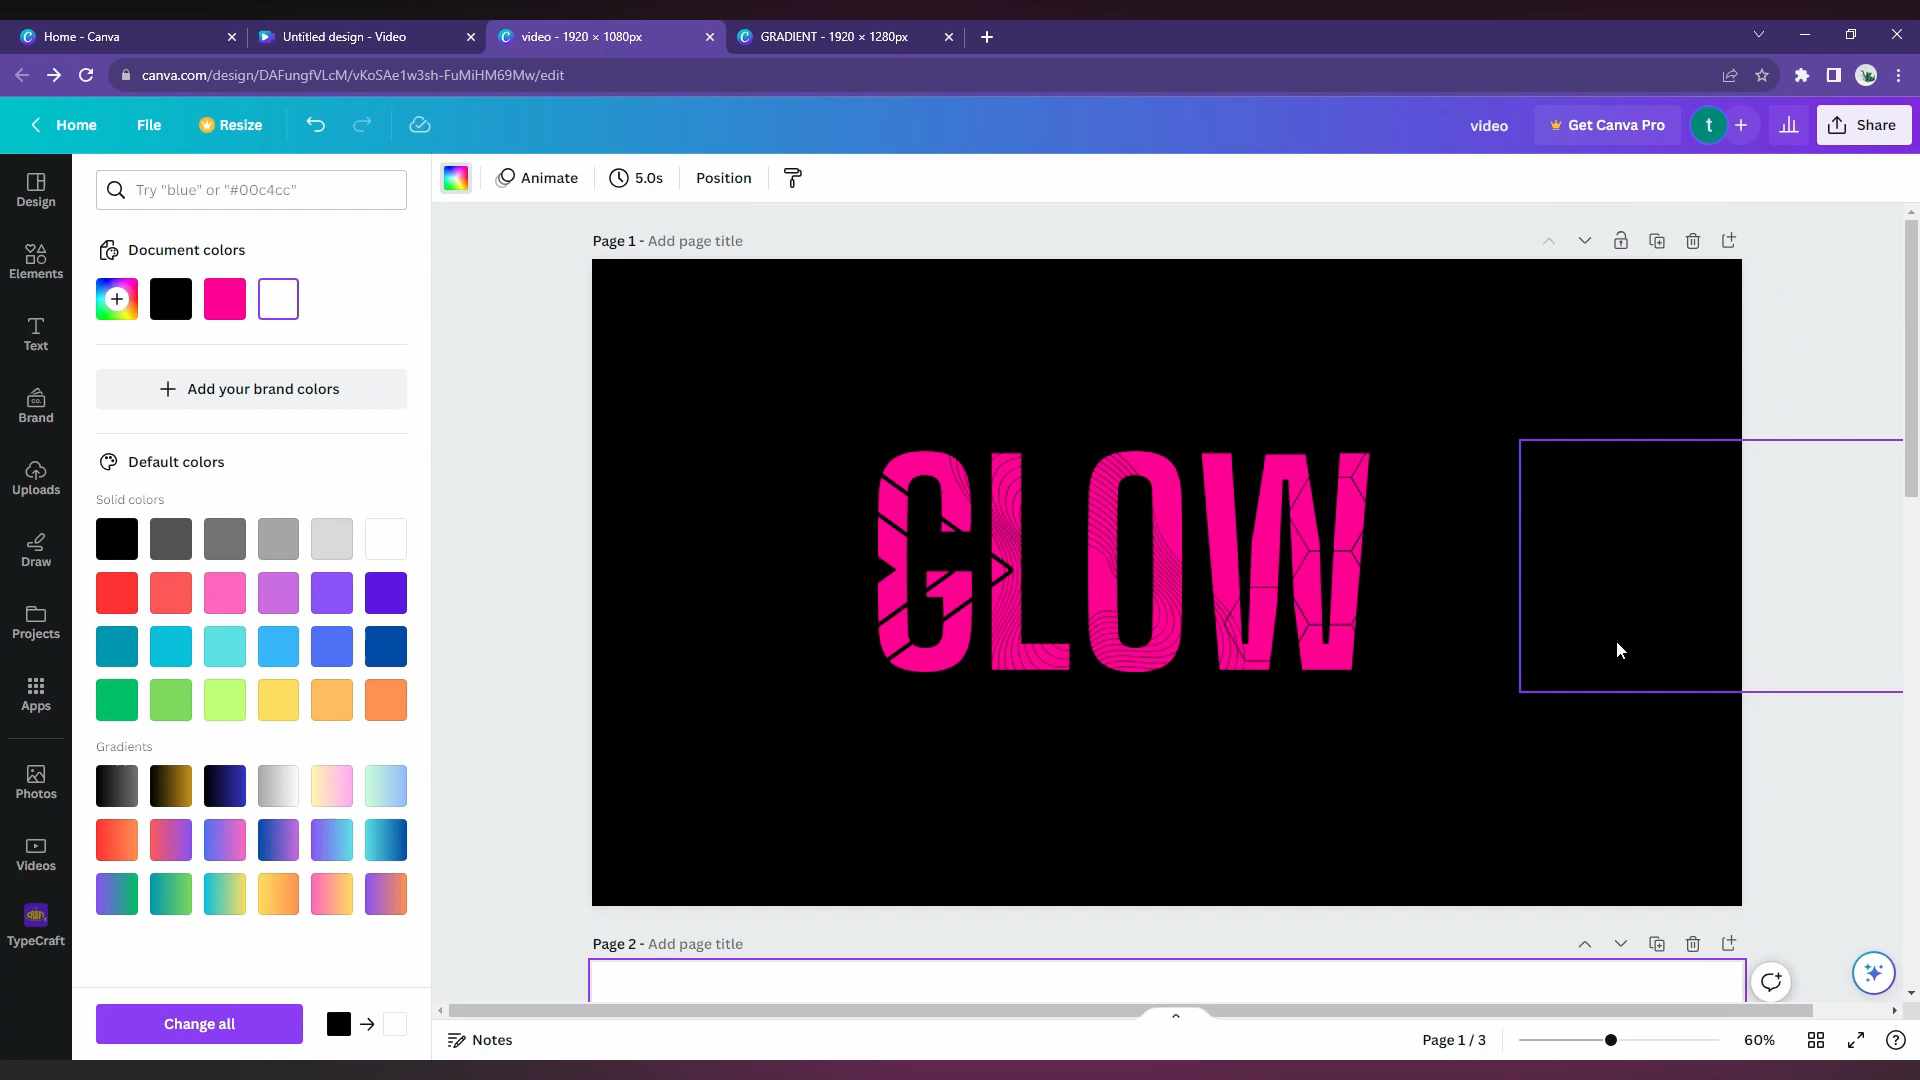 Home - Canva
Untitled design - Video
video - 1920 × 1080px
GRADIENT - 1920 × 1280px
canva.com/design/DAFungfVLcM/vKoSAe1w3sh-FuMiHM69Mw/edit
Home
File
Resize
video
Get Canva Pro
t
Share
Design
Elements
Text
Brand
Uploads
Draw
Projects
Apps
Photos
Videos
TypeCraft
Try "blue" or "#00c4cc"
Document colors
Add your brand colors
Default colors
Solid colors
Gradients
Change all
Animate
5.0s
Position
Page 1 - Add page title
GLOW
Page 2 - Add page title
Notes
Page 1 / 3
60%